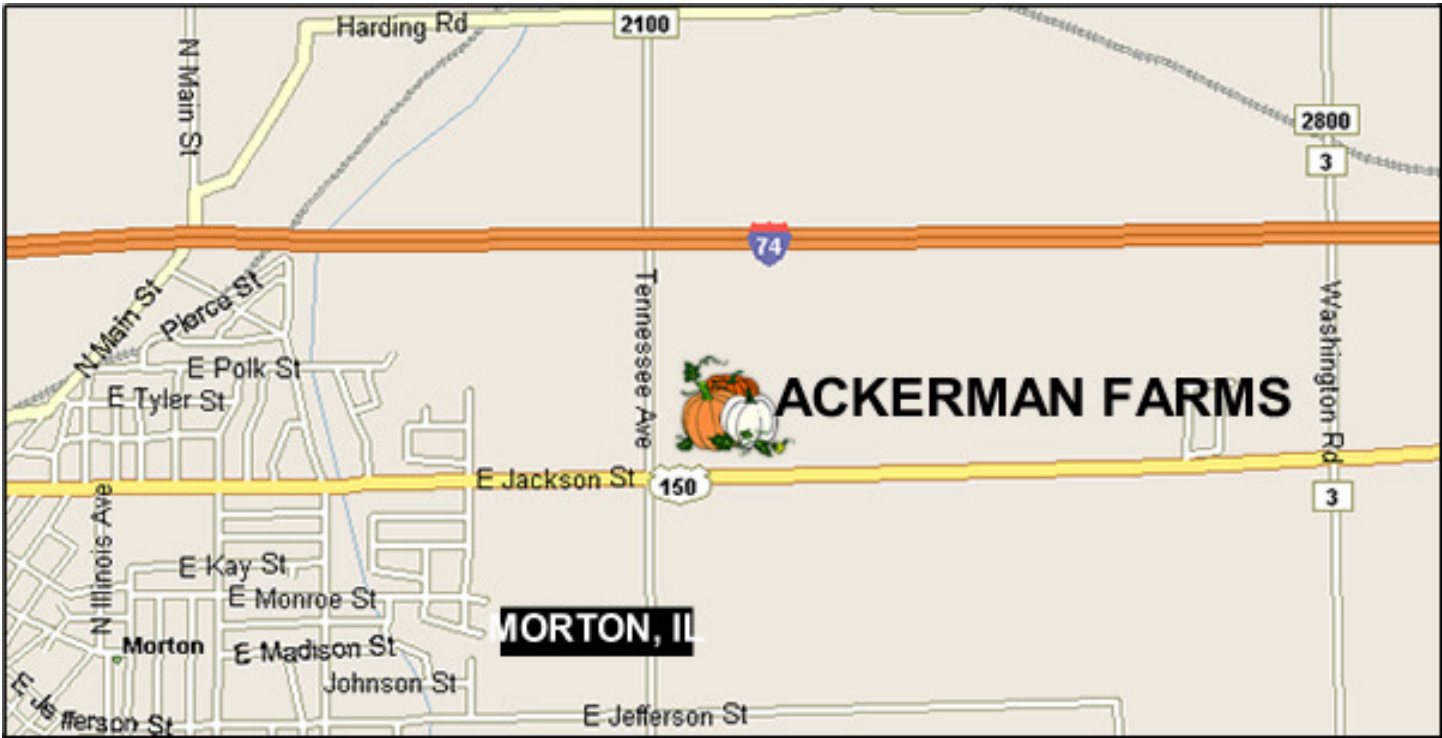 Harding Rd
2100
N Main St
2800
3
74
Tennessee Ave
Washington Rd
Pierce St
N Main St
E Polk St
E Tyler St
ACKERMAN FARMS
E Jackson St
150
3
N Illinois Ave
E Kay St
E Monroe St
MORTON, IL
Morton
E Madison St
Johnson St
E Jefferson St
E Jefferson St